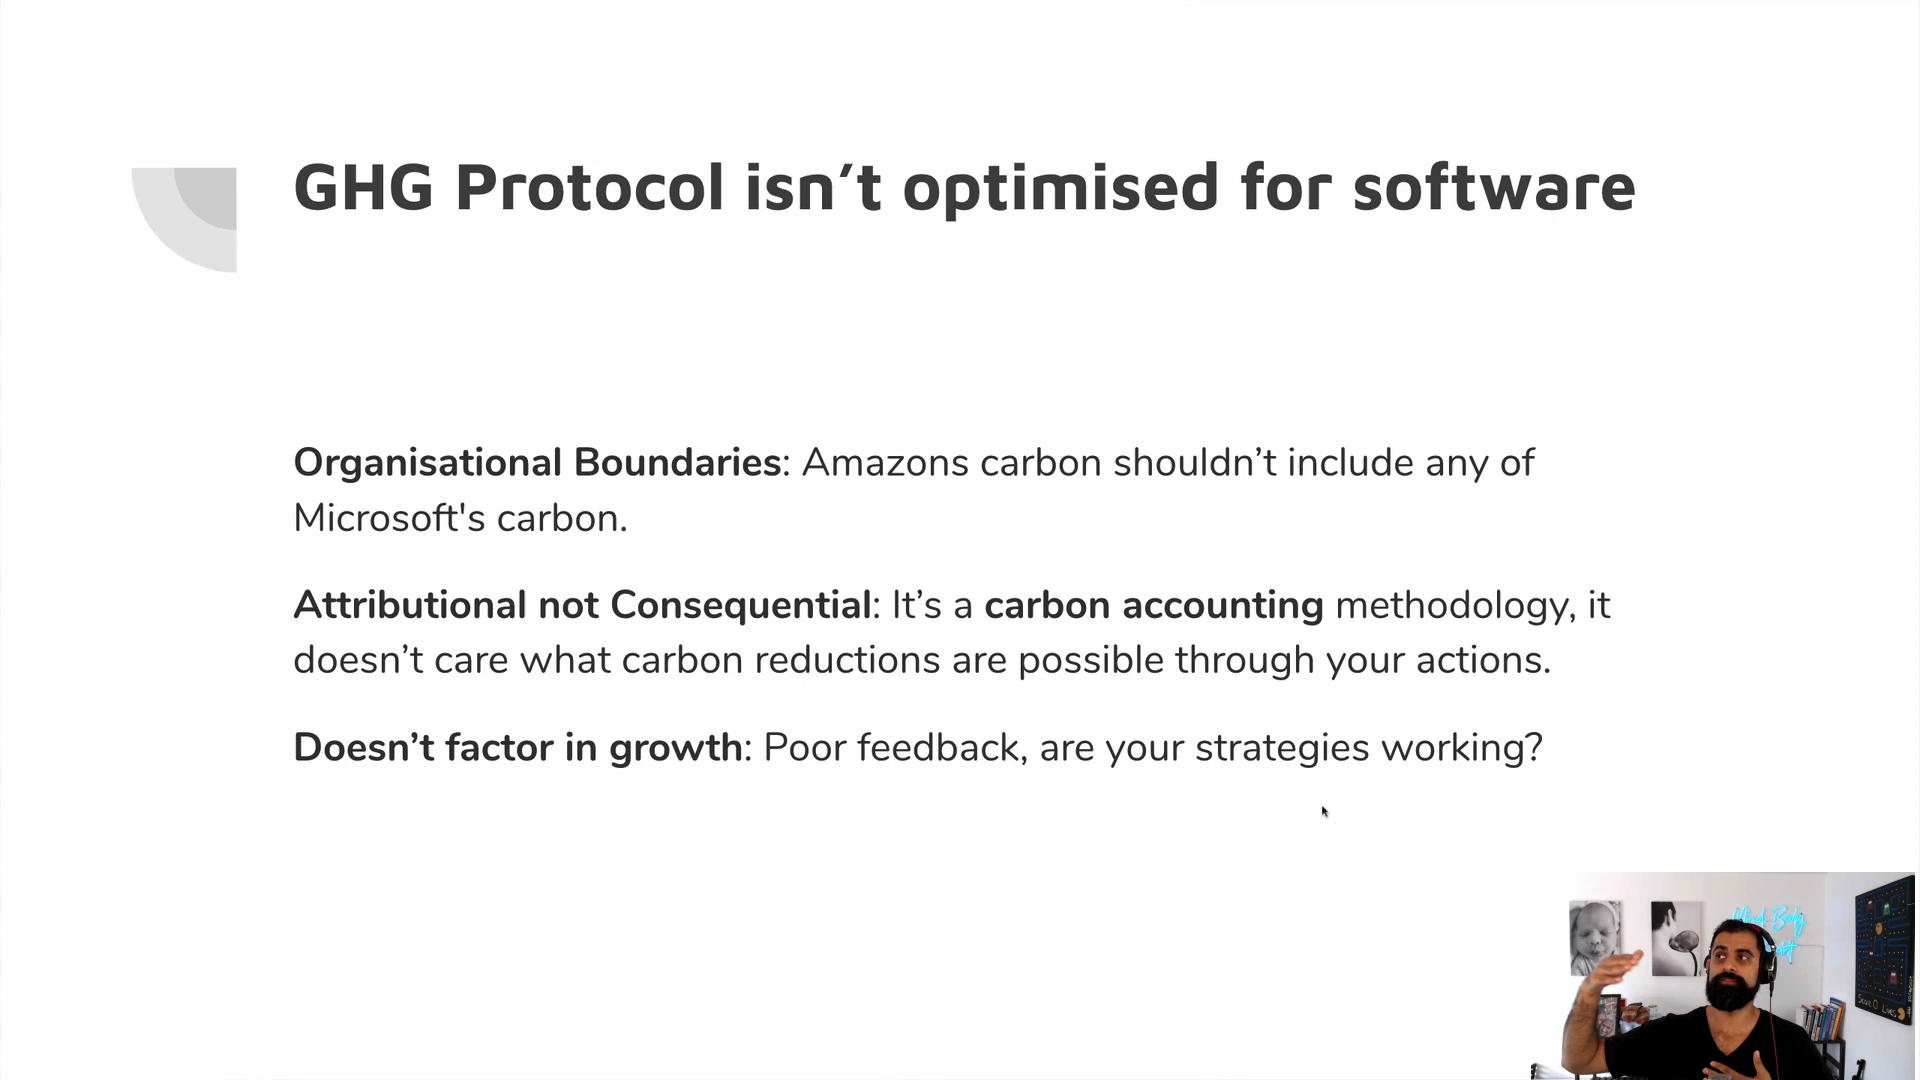 GHG Protocol isn’t optimised for software
Organisational Boundaries: Amazons carbon shouldn’t include any of
Microsoft's carbon.
Attributional not Consequential: It’s a carbon accounting methodology, it
doesn’t care what carbon reductions are possible through your actions.
Doesn’t factor in growth: Poor feedback, are your strategies working?
Mind Body